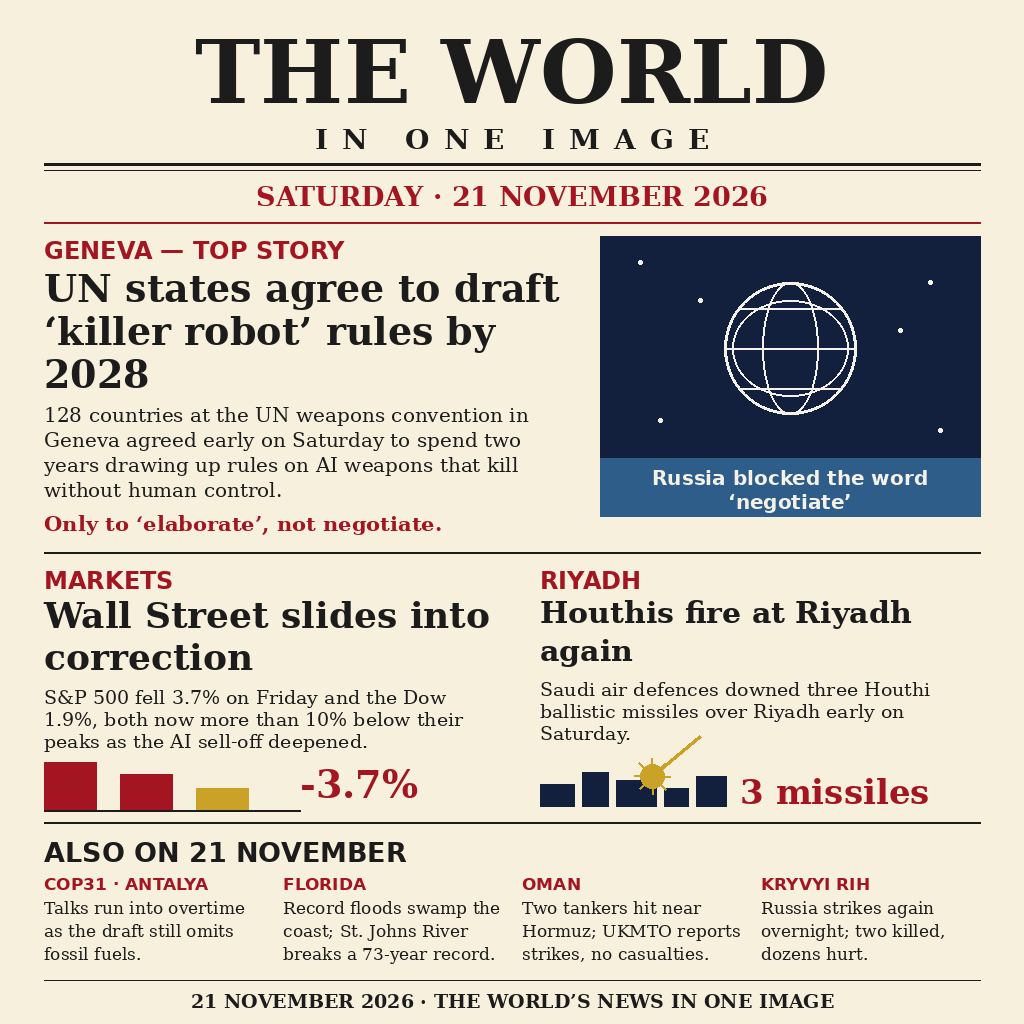 THE WORLD
IN ONE IMAGE
SATURDAY · 21 NOVEMBER 2026
GENEVA — TOP STORY
UN states agree to draft
‘killer robot’ rules by
2028
128 countries at the UN weapons convention in
Geneva agreed early on Saturday to spend two
years drawing up rules on AI weapons that kill
without human control.
Only to ‘elaborate’, not negotiate.
Russia blocked the word
‘negotiate’
MARKETS
Wall Street slides into
correction
S&P 500 fell 3.7% on Friday and the Dow
1.9%, both now more than 10% below their
peaks as the AI sell-off deepened.
-3.7%
RIYADH
Houthis fire at Riyadh
again
Saudi air defences downed three Houthi
ballistic missiles over Riyadh early on
Saturday.
3 missiles
ALSO ON 21 NOVEMBER
COP31 · ANTALYA
Talks run into overtime
as the draft still omits
fossil fuels.
FLORIDA
Record floods swamp the
coast; St. Johns River
breaks a 73-year record.
OMAN
Two tankers hit near
Hormuz; UKMTO reports
strikes, no casualties.
KRYVYI RIH
Russia strikes again
overnight; two killed,
dozens hurt.
21 NOVEMBER 2026 · THE WORLD’S NEWS IN ONE IMAGE